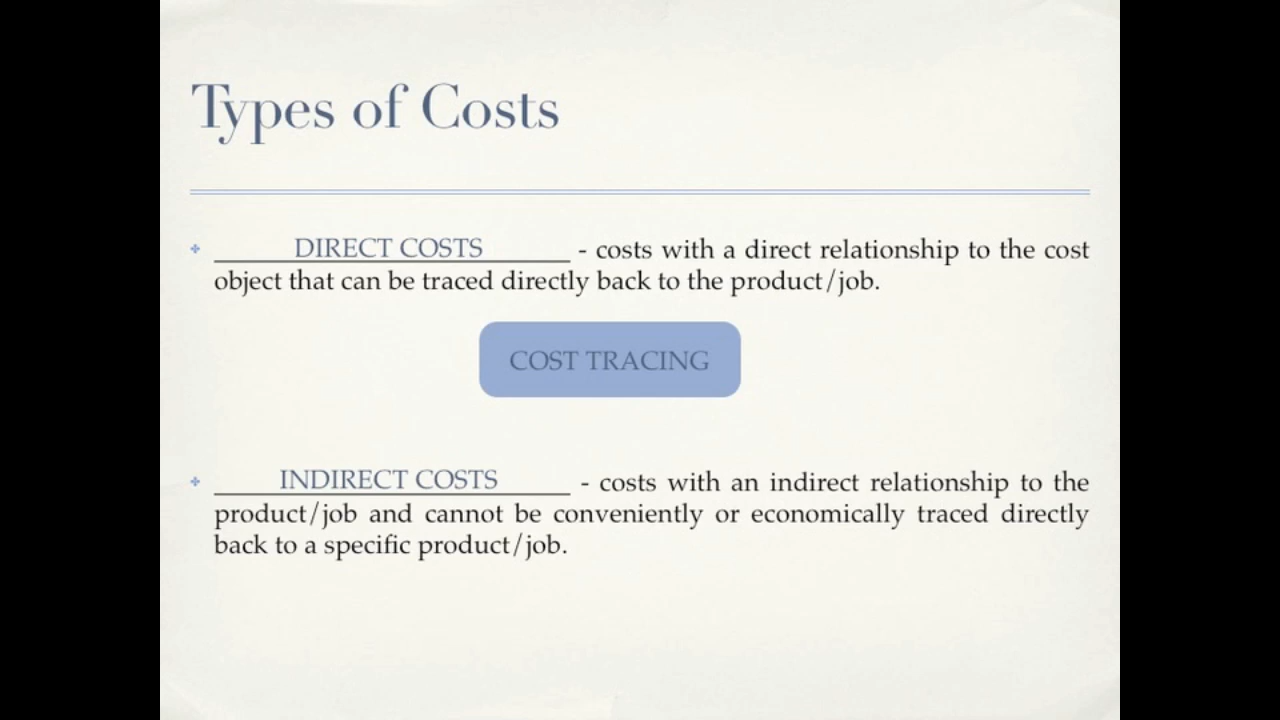 Types of Costs
DIRECT COSTS - costs with a direct relationship to the cost
object that can be traced directly back to the product/job.
COST TRACING
INDIRECT COSTS - costs with an indirect relationship to the
product/job and cannot be conveniently or economically traced directly
back to a specific product/job.